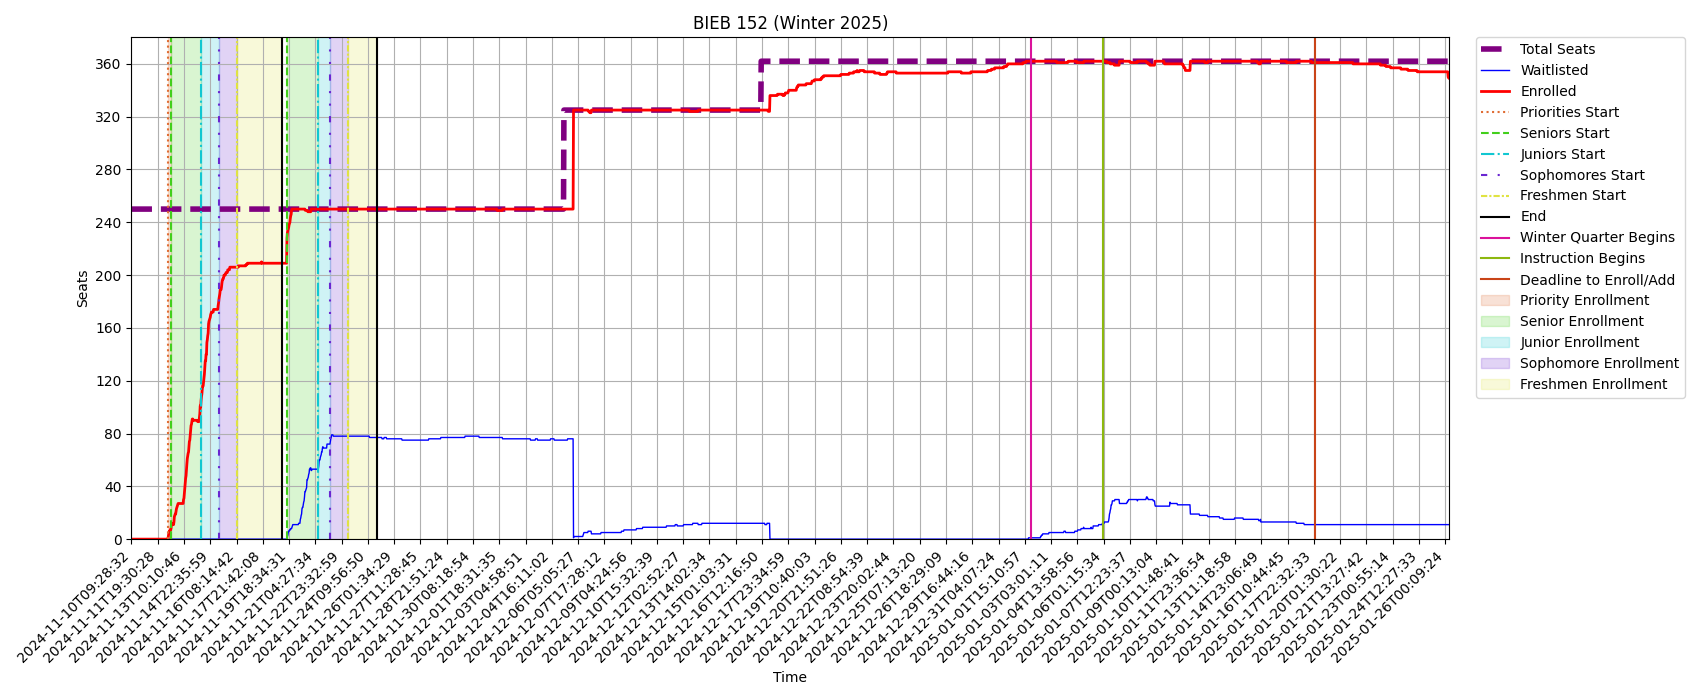 BIEB 152 (Winter 2025)
Seats
360
320
280
240
200
160
120
80
40
0
2024-11-10T09:28:32
2024-11-11T19:30:28
2024-11-13T10:10:46
2024-11-14T22:35:59
2024-11-16T08:14:42
2024-11-17T21:42:08
2024-11-19T18:34:31
2024-11-21T04:27:34
2024-11-22T23:32:59
2024-11-24T09:56:50
2024-11-26T01:34:29
2024-11-27T11:28:45
2024-11-28T21:51:24
2024-11-30T08:18:54
2024-12-01T18:31:35
2024-12-03T04:58:51
2024-12-04T16:11:02
2024-12-06T05:05:27
2024-12-07T17:28:12
2024-12-09T04:24:56
2024-12-10T15:32:39
2024-12-12T02:52:27
2024-12-13T14:02:34
2024-12-15T01:03:31
2024-12-16T12:16:50
2024-12-17T23:34:59
2024-12-19T10:40:03
2024-12-20T21:51:26
2024-12-22T08:54:39
2024-12-23T20:02:44
2024-12-25T07:13:20
2024-12-26T18:29:09
2024-12-29T16:44:16
2024-12-31T04:07:24
2025-01-01T15:10:57
2025-01-03T03:01:11
2025-01-04T13:58:56
2025-01-06T01:15:34
2025-01-07T12:23:37
2025-01-09T00:13:04
2025-01-10T11:48:41
2025-01-11T23:36:54
2025-01-13T11:18:58
2025-01-14T23:06:49
2025-01-16T10:44:45
2025-01-17T22:32:33
2025-01-20T01:30:22
2025-01-21T13:27:42
2025-01-23T00:55:14
2025-01-24T12:27:33
2025-01-26T00:09:24
Time
Total Seats
Waitlisted
Enrolled
Priorities Start
Seniors Start
Juniors Start
Sophomores Start
Freshmen Start
End
Winter Quarter Begins
Instruction Begins
Deadline to Enroll/Add
Priority Enrollment
Senior Enrollment
Junior Enrollment
Sophomore Enrollment
Freshmen Enrollment